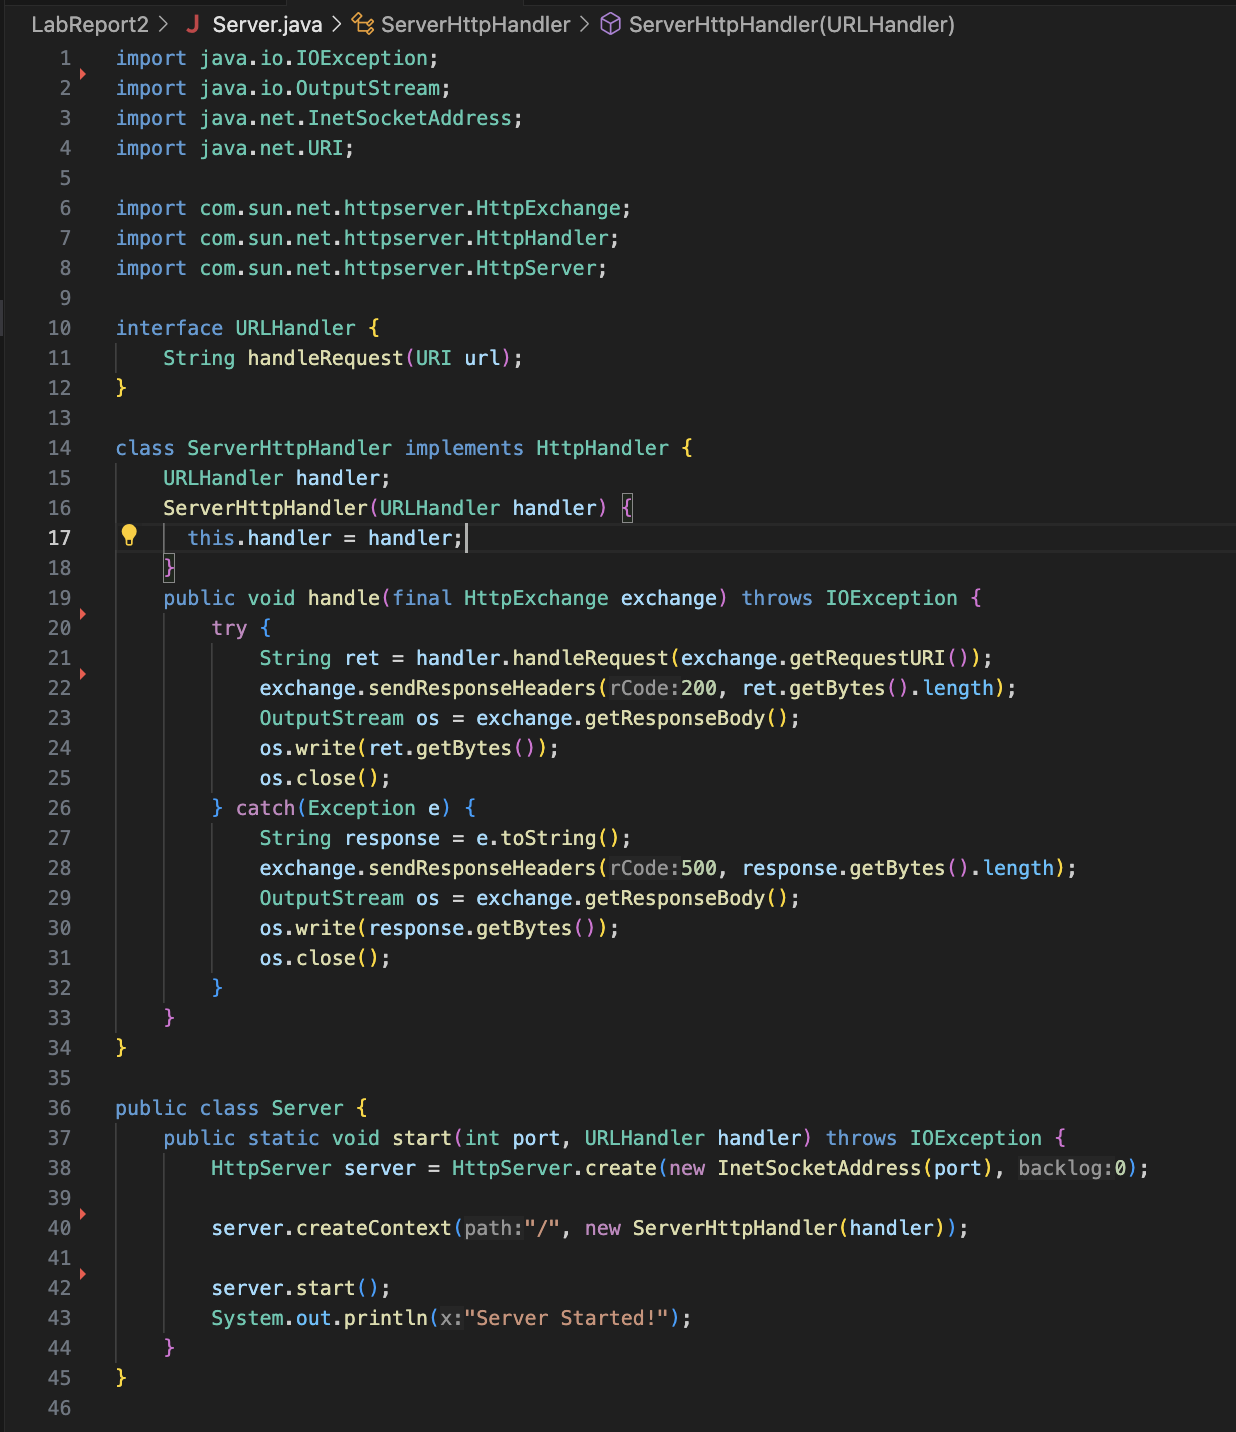 LabReport2 > J Server.java > ServerHttpHandler > ServerHttpHandler(URLHandler)
1 import java.io.IOException;
2 import java.io.OutputStream;
3 import java.net.InetSocketAddress;
4 import java.net.URI;
5
6 import com.sun.net.httpserver.HttpExchange;
7 import com.sun.net.httpserver.HttpHandler;
8 import com.sun.net.httpserver.HttpServer;
9
10 interface URLHandler {
11     String handleRequest(URI url);
12 }
13
14 class ServerHttpHandler implements HttpHandler {
15     URLHandler handler;
16     ServerHttpHandler(URLHandler handler) {
17       this.handler = handler;
18     }
19     public void handle(final HttpExchange exchange) throws IOException {
20         try {
21             String ret = handler.handleRequest(exchange.getRequestURI());
22             exchange.sendResponseHeaders(rCode:200, ret.getBytes().length);
23             OutputStream os = exchange.getResponseBody();
24             os.write(ret.getBytes());
25             os.close();
26         } catch(Exception e) {
27             String response = e.toString();
28             exchange.sendResponseHeaders(rCode:500, response.getBytes().length);
29             OutputStream os = exchange.getResponseBody();
30             os.write(response.getBytes());
31             os.close();
32         }
33     }
34 }
35
36 public class Server {
37     public static void start(int port, URLHandler handler) throws IOException {
38         HttpServer server = HttpServer.create(new InetSocketAddress(port), backlog:0);
39
40         server.createContext(path:"/", new ServerHttpHandler(handler));
41
42         server.start();
43         System.out.println(x:"Server Started!");
44     }
45 }
46